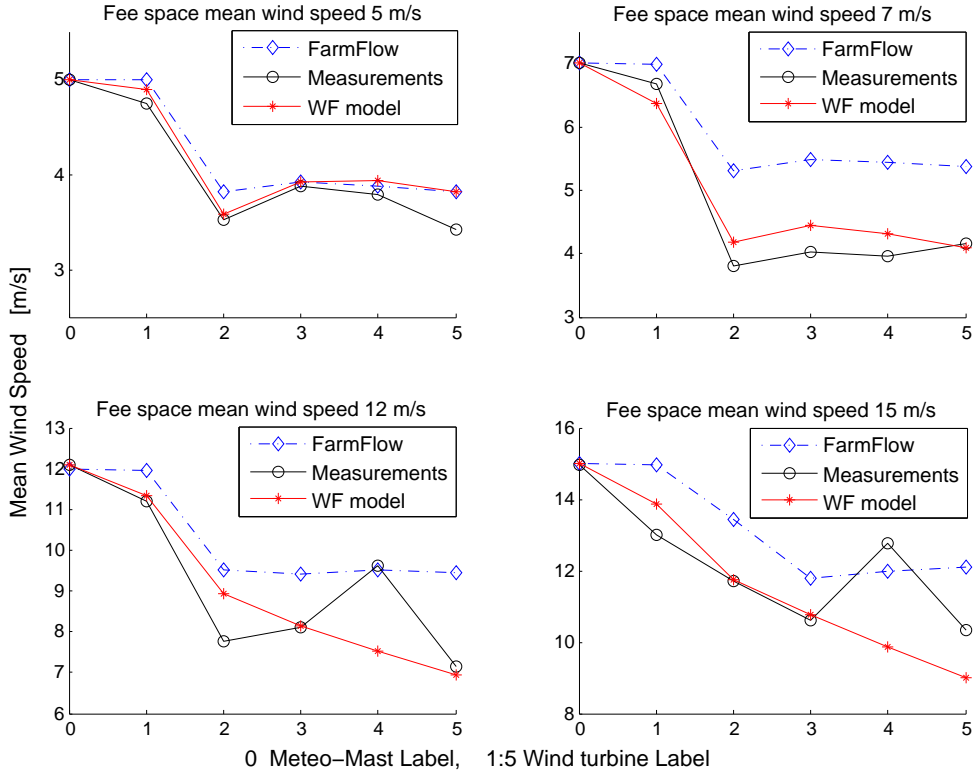 Fee space mean wind speed 5 m/s
FarmFlow
Measurements
WF model
5
4
3
0 1 2 3 4 5
Fee space mean wind speed 7 m/s
FarmFlow
Measurements
WF model
7
6
5
4
3
0 1 2 3 4 5
Mean Wind Speed [m/s]
Fee space mean wind speed 12 m/s
FarmFlow
Measurements
WF model
13
12
11
10
9
8
7
6
0 1 2 3 4 5
Fee space mean wind speed 15 m/s
FarmFlow
Measurements
WF model
16
14
12
10
8
0 1 2 3 4 5
0 Meteo−Mast Label, 1:5 Wind turbine Label